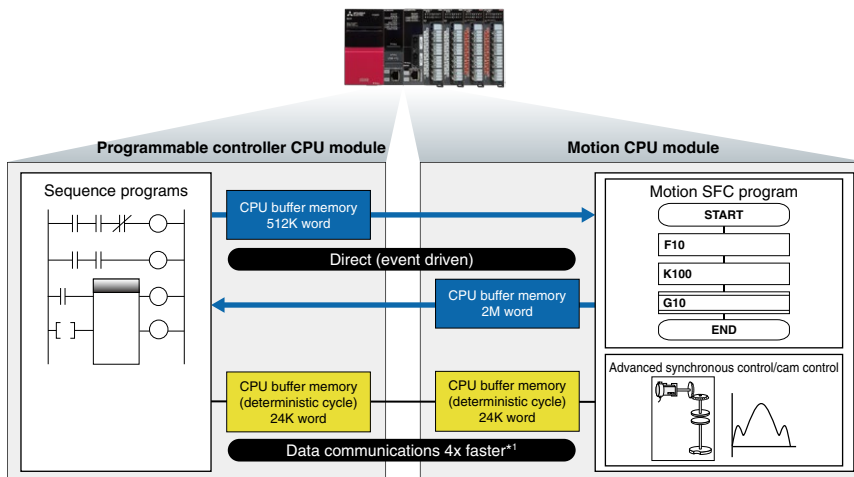 Programmable controller CPU module
Motion CPU module
Sequence programs
CPU buffer memory
512K word
Direct (event driven)
CPU buffer memory
2M word
CPU buffer memory
(deterministic cycle)
24K word
CPU buffer memory
(deterministic cycle)
24K word
Data communications 4x faster*1
Motion SFC program
START
F10
K100
G10
END
Advanced synchronous control/cam control